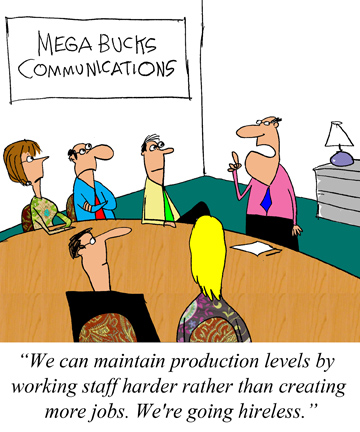 MEGA BUCKS
COMMUNICATIONS
“We can maintain production levels by
working staff harder rather than creating
more jobs. We're going hireless.”